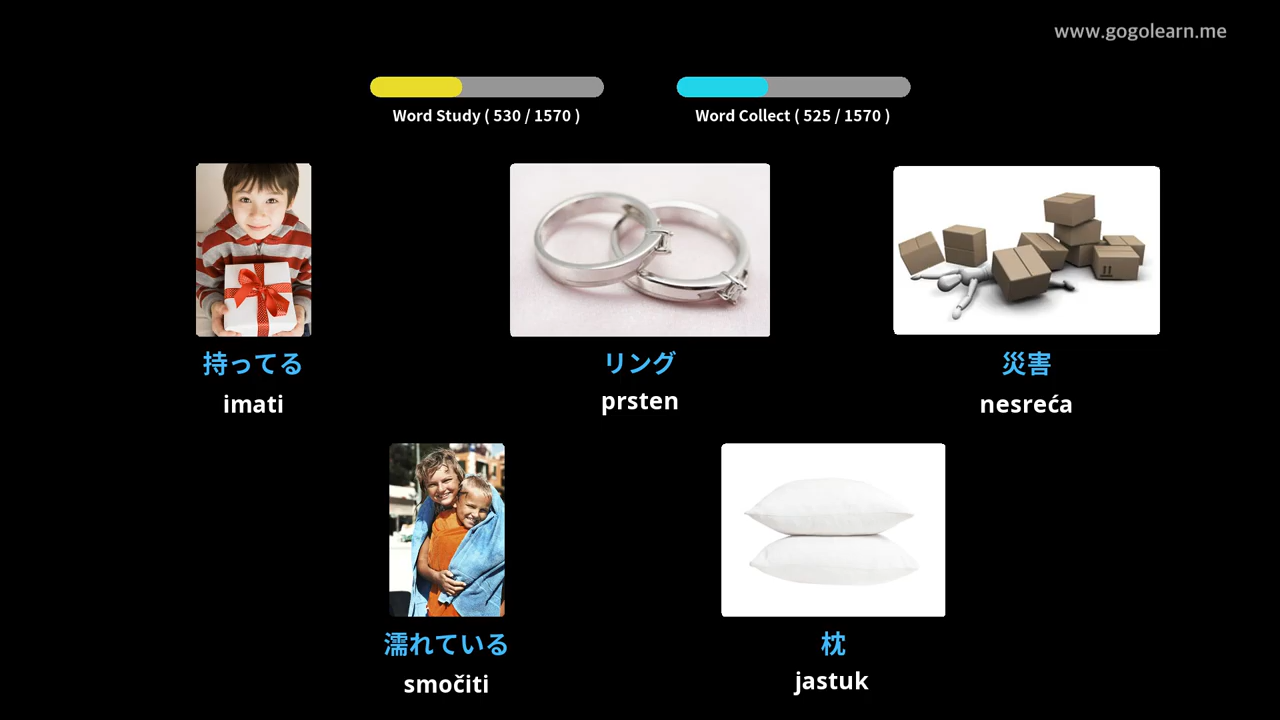 www.gogolearn.me
Word Study ( 530 / 1570 )
Word Collect ( 525 / 1570 )
持ってる
imati
リング
prsten
災害
nesreća
濡れている
smočiti
枕
jastuk